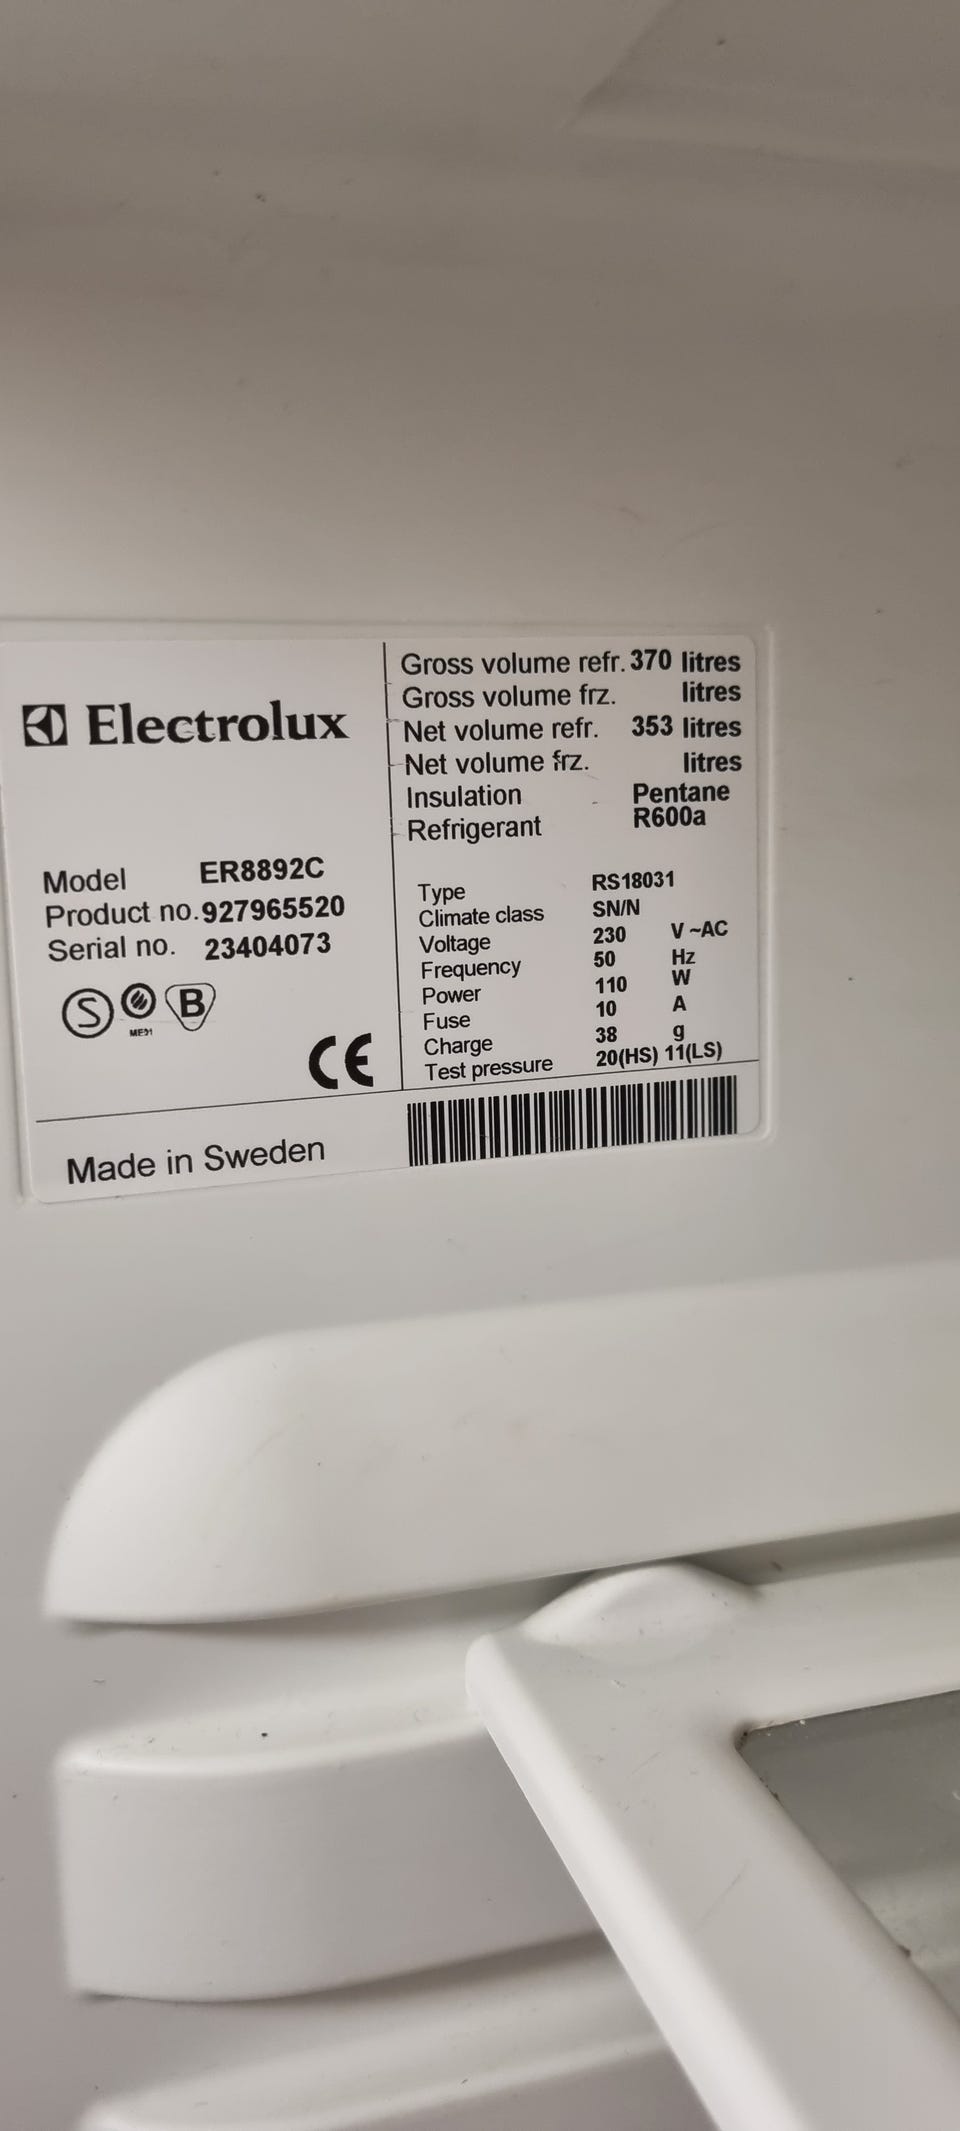 Electrolux
Model ER8892C
Product no. 927965520
Serial no. 23404073
S B
CE
Made in Sweden
Gross volume refr. 370 litres
Gross volume frz. litres
Net volume refr. 353 litres
Net volume frz. litres
Insulation Pentane
Refrigerant R600a
Type RS18031
Climate class SN/N
Voltage 230 V ~AC
Frequency 50 Hz
Power 110 W
Fuse 10 A
Charge 38 g
Test pressure 20(HS) 11(LS)